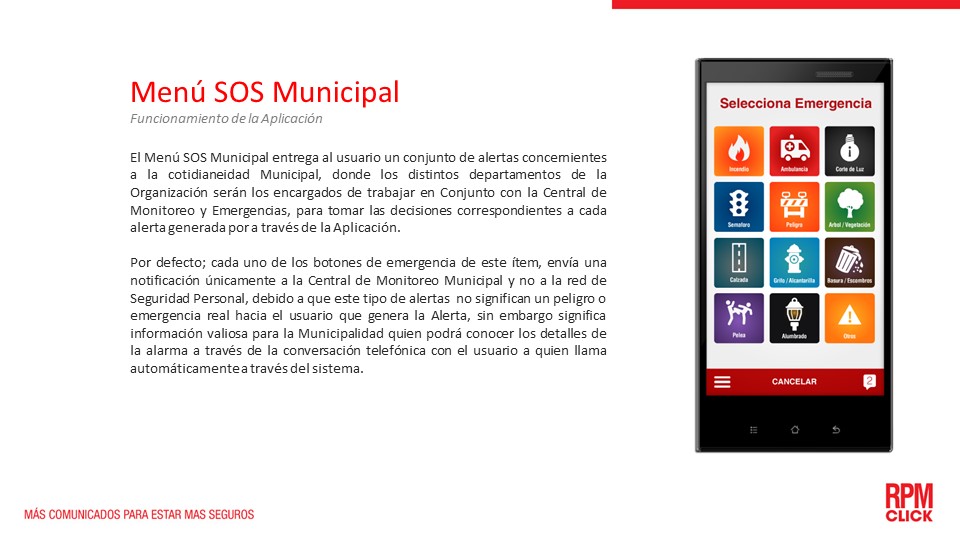 Menú SOS Municipal
Funcionamiento de la Aplicación
El Menú SOS Municipal entrega al usuario un conjunto de alertas concernientes
a la cotidianeidad Municipal, donde los distintos departamentos de la
Organización serán los encargados de trabajar en Conjunto con la Central de
Monitoreo y Emergencias, para tomar las decisiones correspondientes a cada
alerta generada por a través de la Aplicación.
Por defecto; cada uno de los botones de emergencia de este ítem, envía una
notificación únicamente a la Central de Monitoreo Municipal y no a la red de
Seguridad Personal, debido a que este tipo de alertas no significan un peligro o
emergencia real hacia el usuario que genera la Alerta, sin embargo significa
información valiosa para la Municipalidad quien podrá conocer los detalles de
la alarma a través de la conversación telefónica con el usuario a quien llama
automáticamente a través del sistema.
Selecciona Emergencia
Incendio Ambulancia Corte de Luz
Semaforo Peligro Arbol / Vegetación
Calzada Grifo / Alcantarilla Basura / Escombros
Pelea Alumbrado Otros
CANCELAR 2
MÁS COMUNICADOS PARA ESTAR MAS SEGUROS
RPM
CLICK